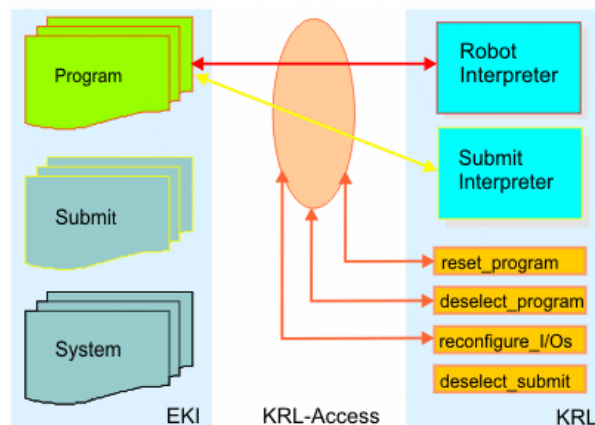 Program
Submit
System
EKI
KRL-Access
Robot
Interpreter
Submit
Interpreter
reset_program
deselect_program
reconfigure_I/Os
deselect_submit
KRL